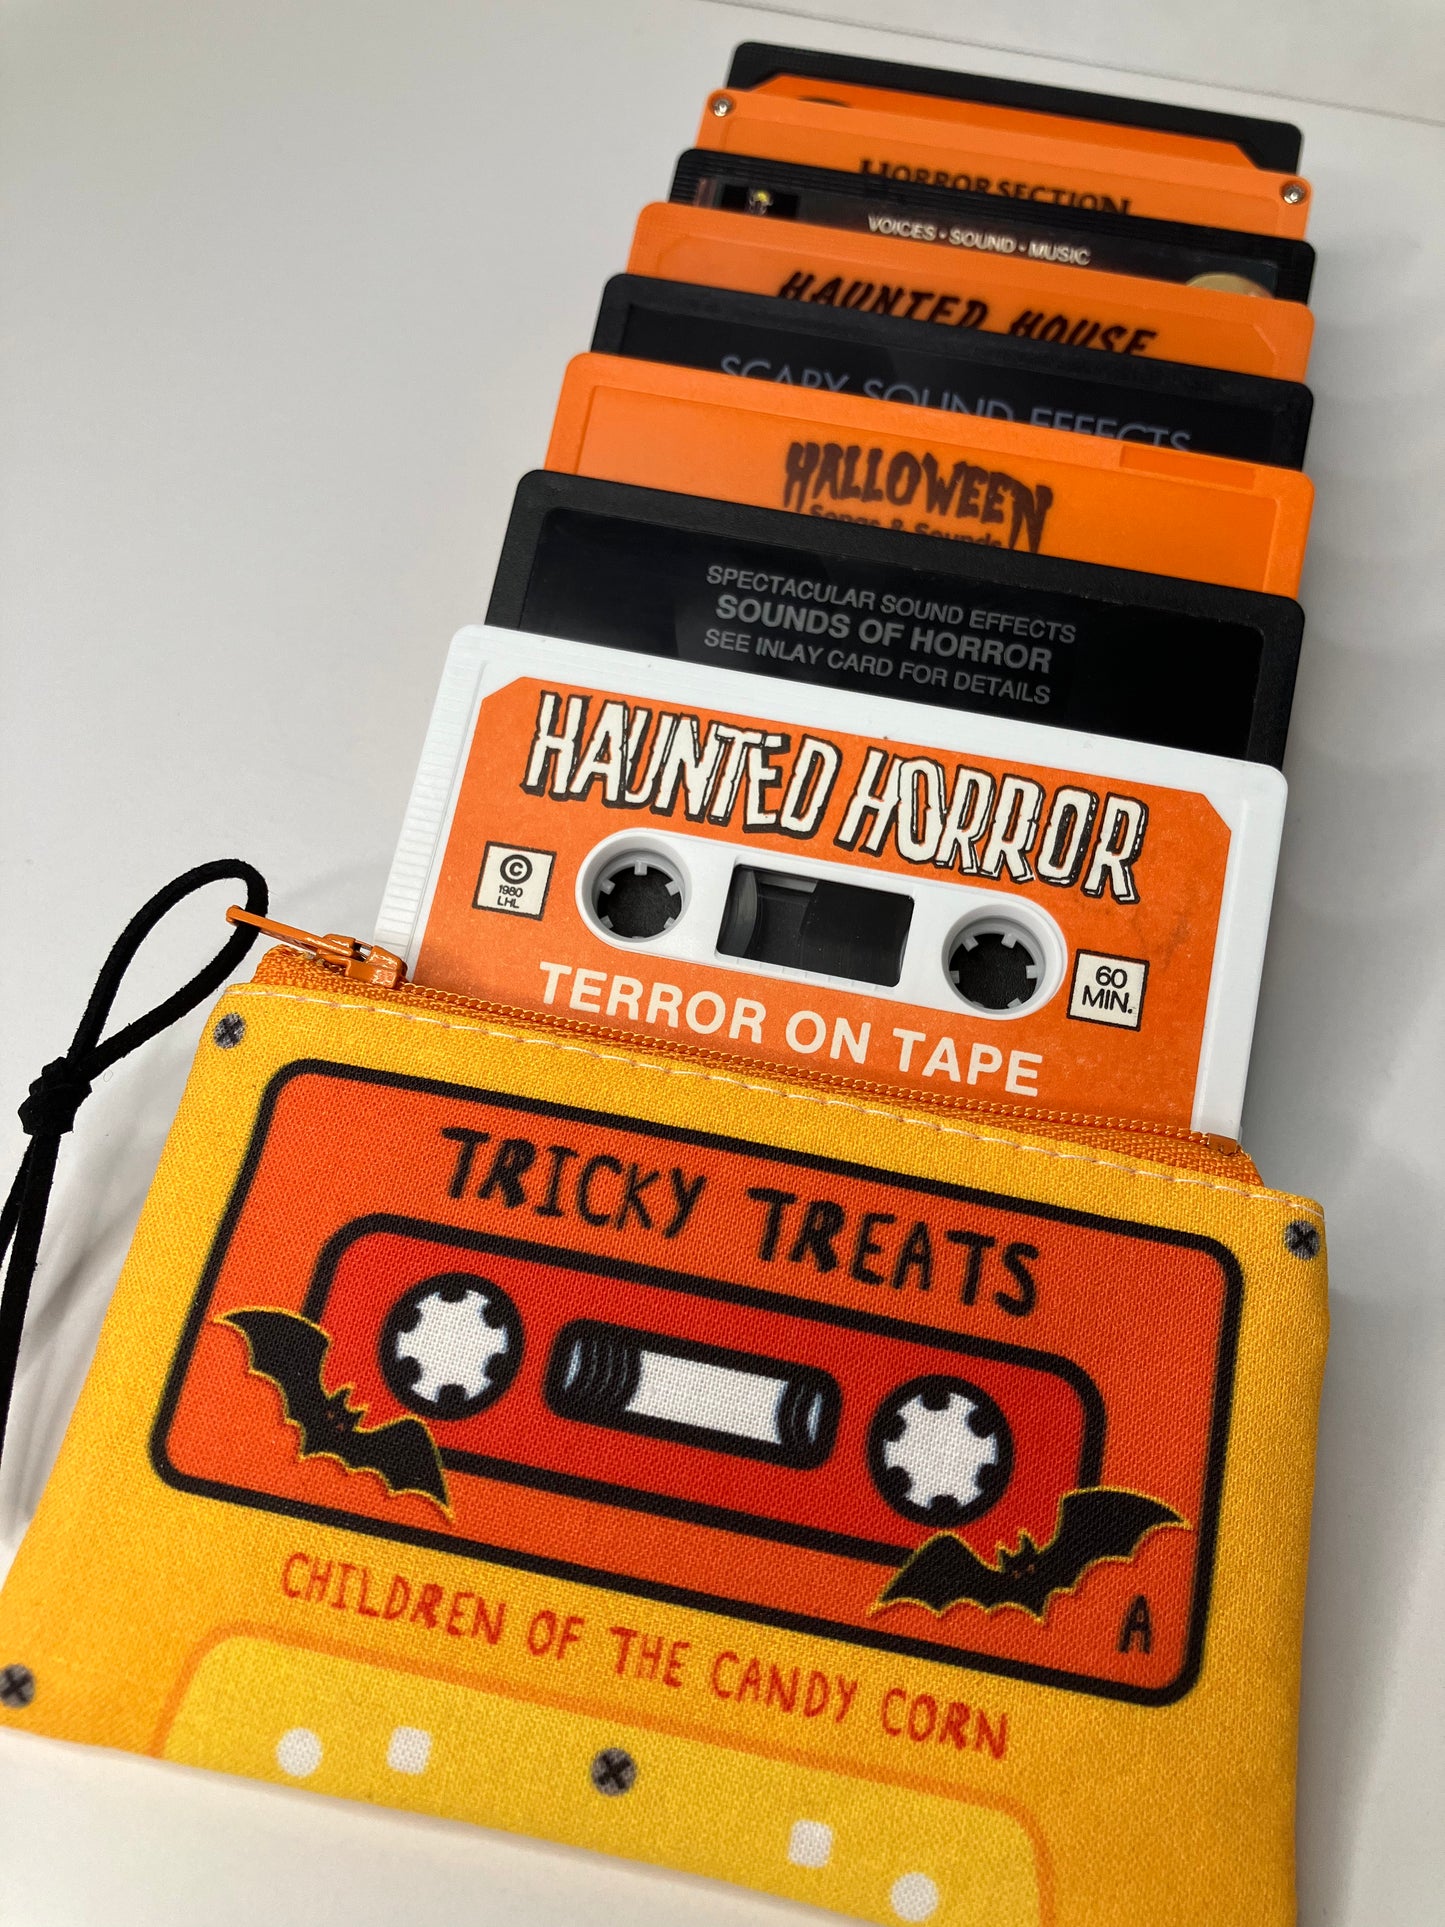 HORROR SECTION
VOICES • SOUND • MUSIC
HAUNTED HOUSE
SCARY SOUND EFFECTS
HALLOWEEN
Songs & Sounds
SPECTACULAR SOUND EFFECTS
SOUNDS OF HORROR
SEE INLAY CARD FOR DETAILS
HAUNTED HORROR
©
1980
LHL
60
MIN.
TERROR ON TAPE
TRICKY TREATS
A
CHILDREN OF THE CANDY CORN